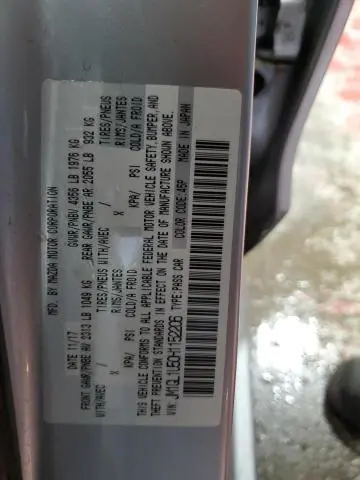 MFD. BY MAZDA MOTOR CORPORATION
DATE 11/17 GVWR/PNBV 4356 LB 1976 KG
FRONT GAWR/PNBE AV 2313 LB 1049 KG REAR GAWR/PNBE AR 2055 LB 932 KG
WITH/AVEC TIRES/PNEUS WITH/AVEC TIRES/PNEUS
X RIMS/JANTES X RIMS/JANTES
KPA/ PSI COLD/A FROID KPA/ PSI COLD/A FROID
THIS VEHICLE CONFORMS TO ALL APPLICABLE FEDERAL MOTOR VEHICLE SAFETY,BUMPER,AND
THEFT PREVENTION STANDARDS IN EFFECT ON THE DATE OF MANUFACTURE SHOWN ABOVE.
VIN: TYPE:PASS CAR COLOR CODE:45P MADE IN JAPAN